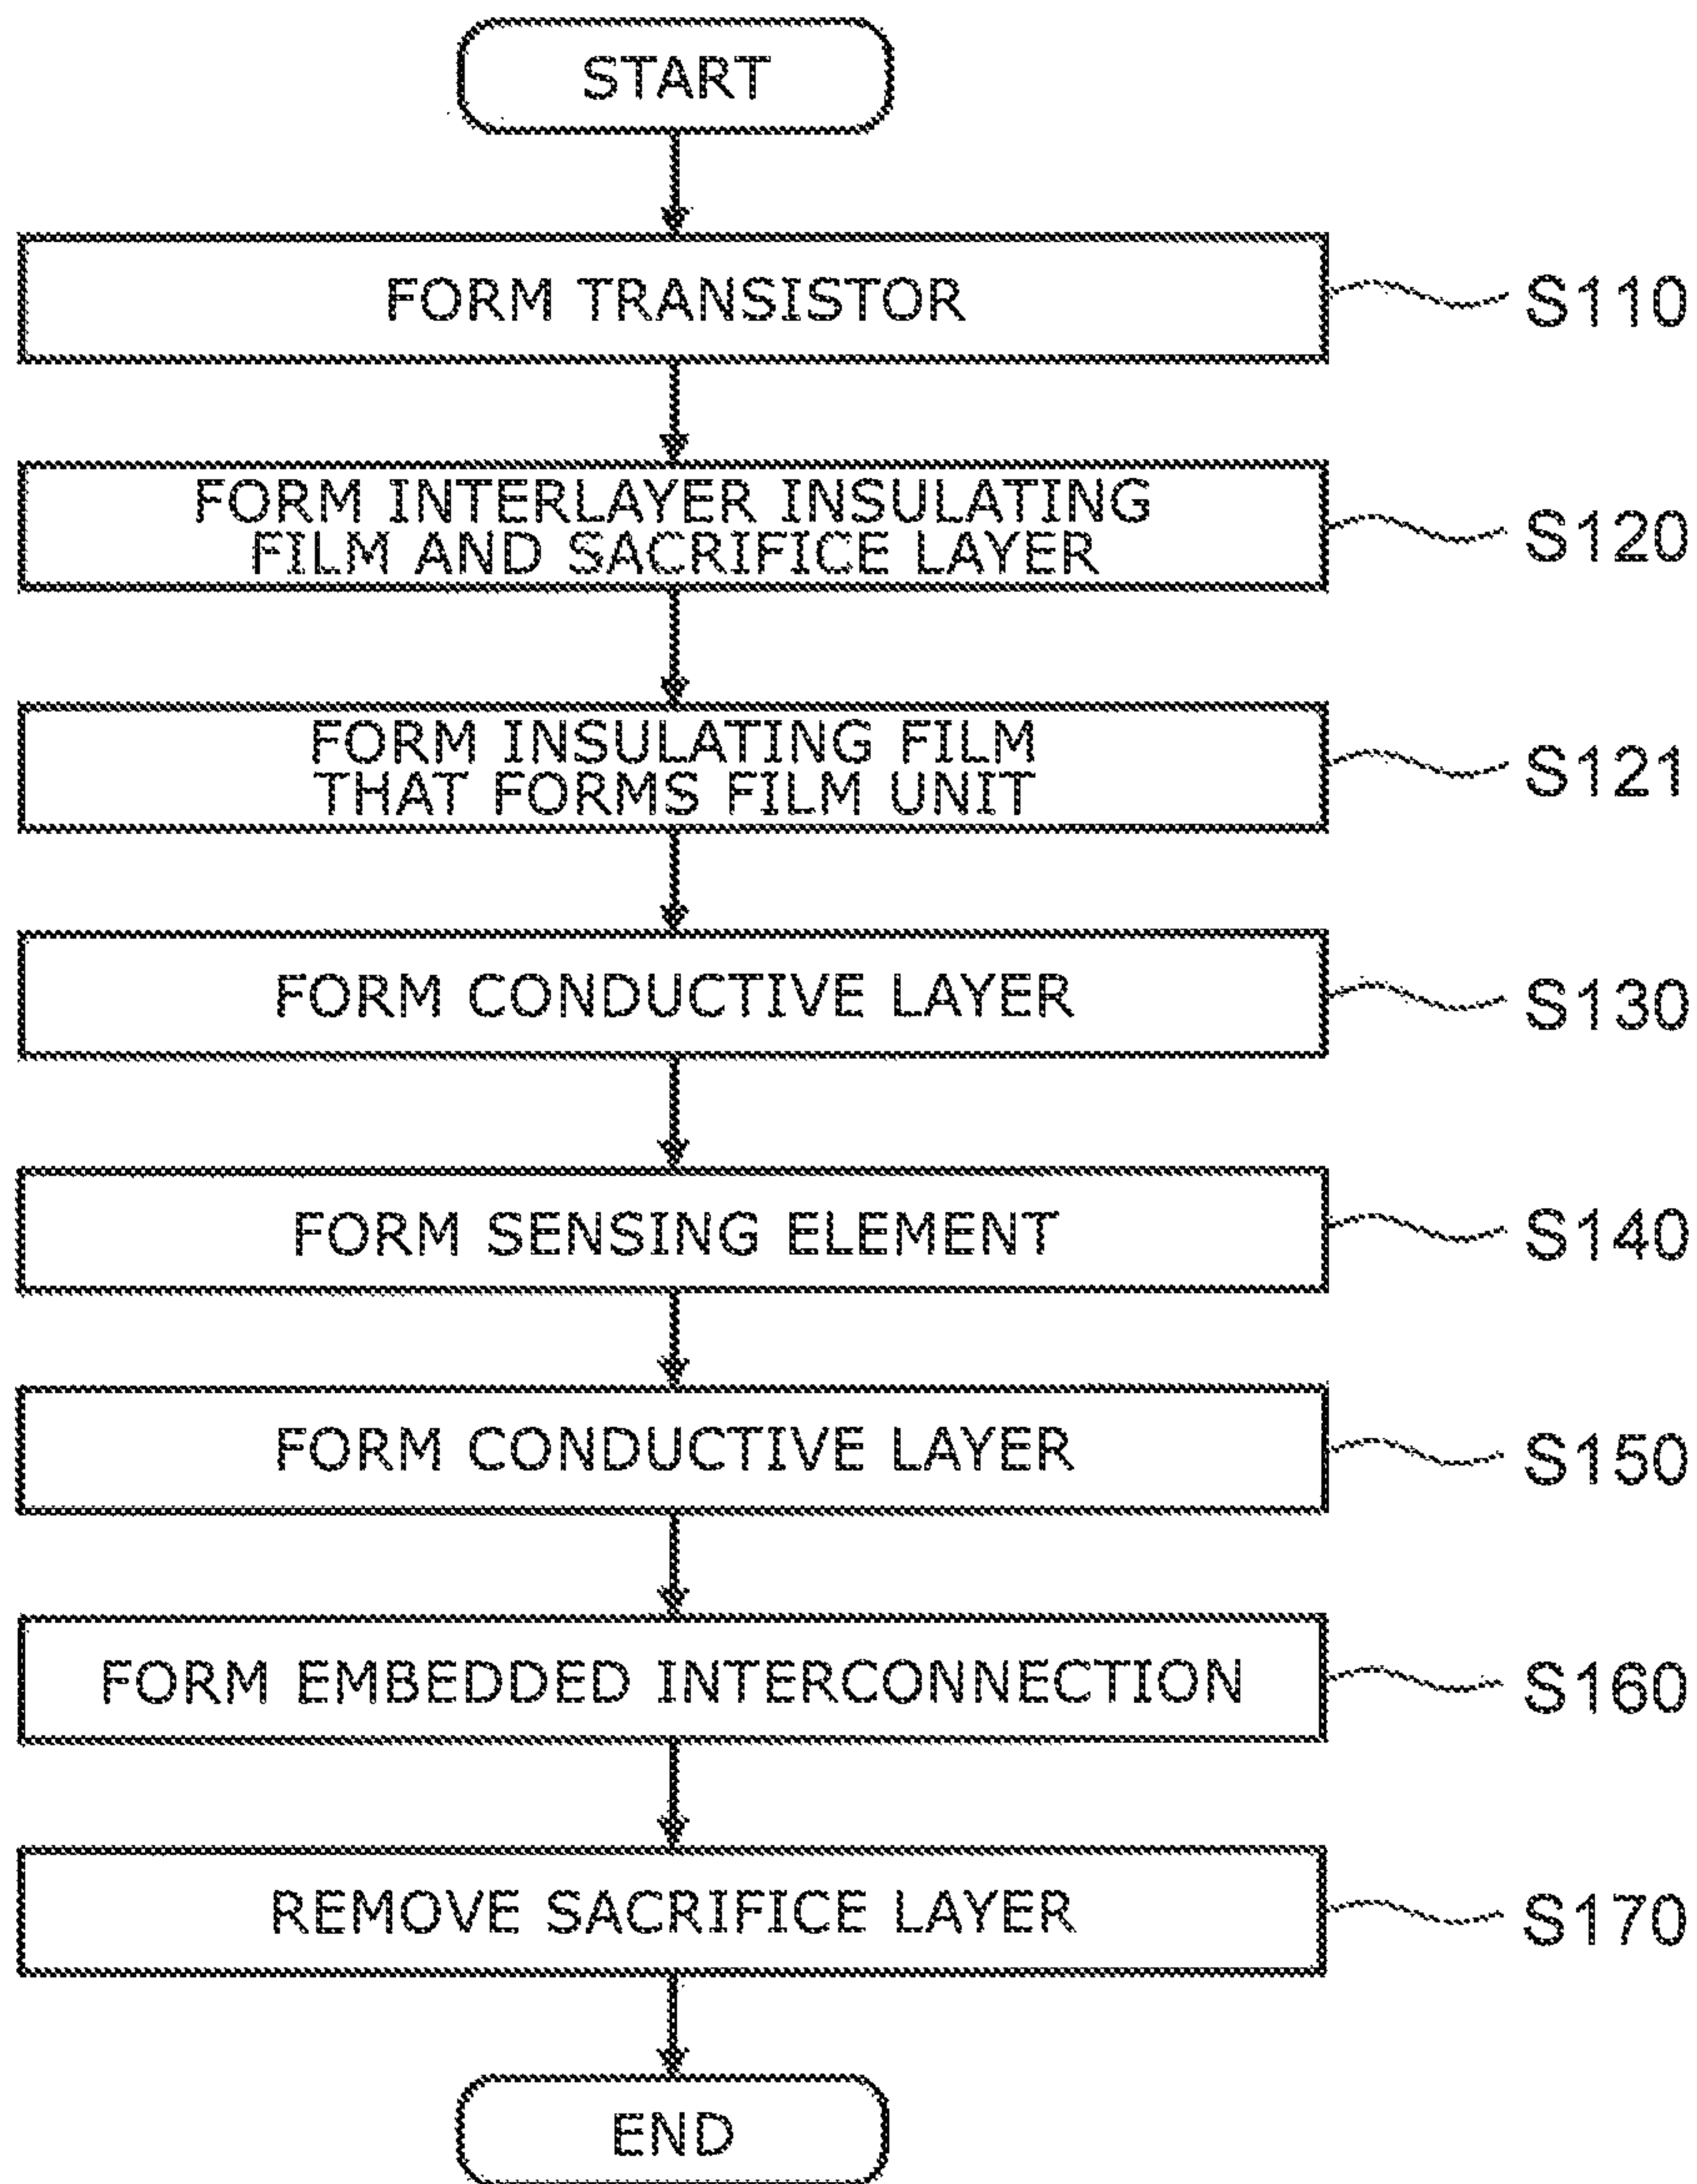 START
FORM TRANSISTOR
S110
FORM INTERLAYER INSULATING
FILM AND SACRIFICE LAYER
S120
FORM INSULATING FILM
THAT FORMS FILM UNIT
S121
FORM CONDUCTIVE LAYER
S130
FORM SENSING ELEMENT
S140
FORM CONDUCTIVE LAYER
S150
FORM EMBEDDED INTERCONNECTION
S160
REMOVE SACRIFICE LAYER
S170
END